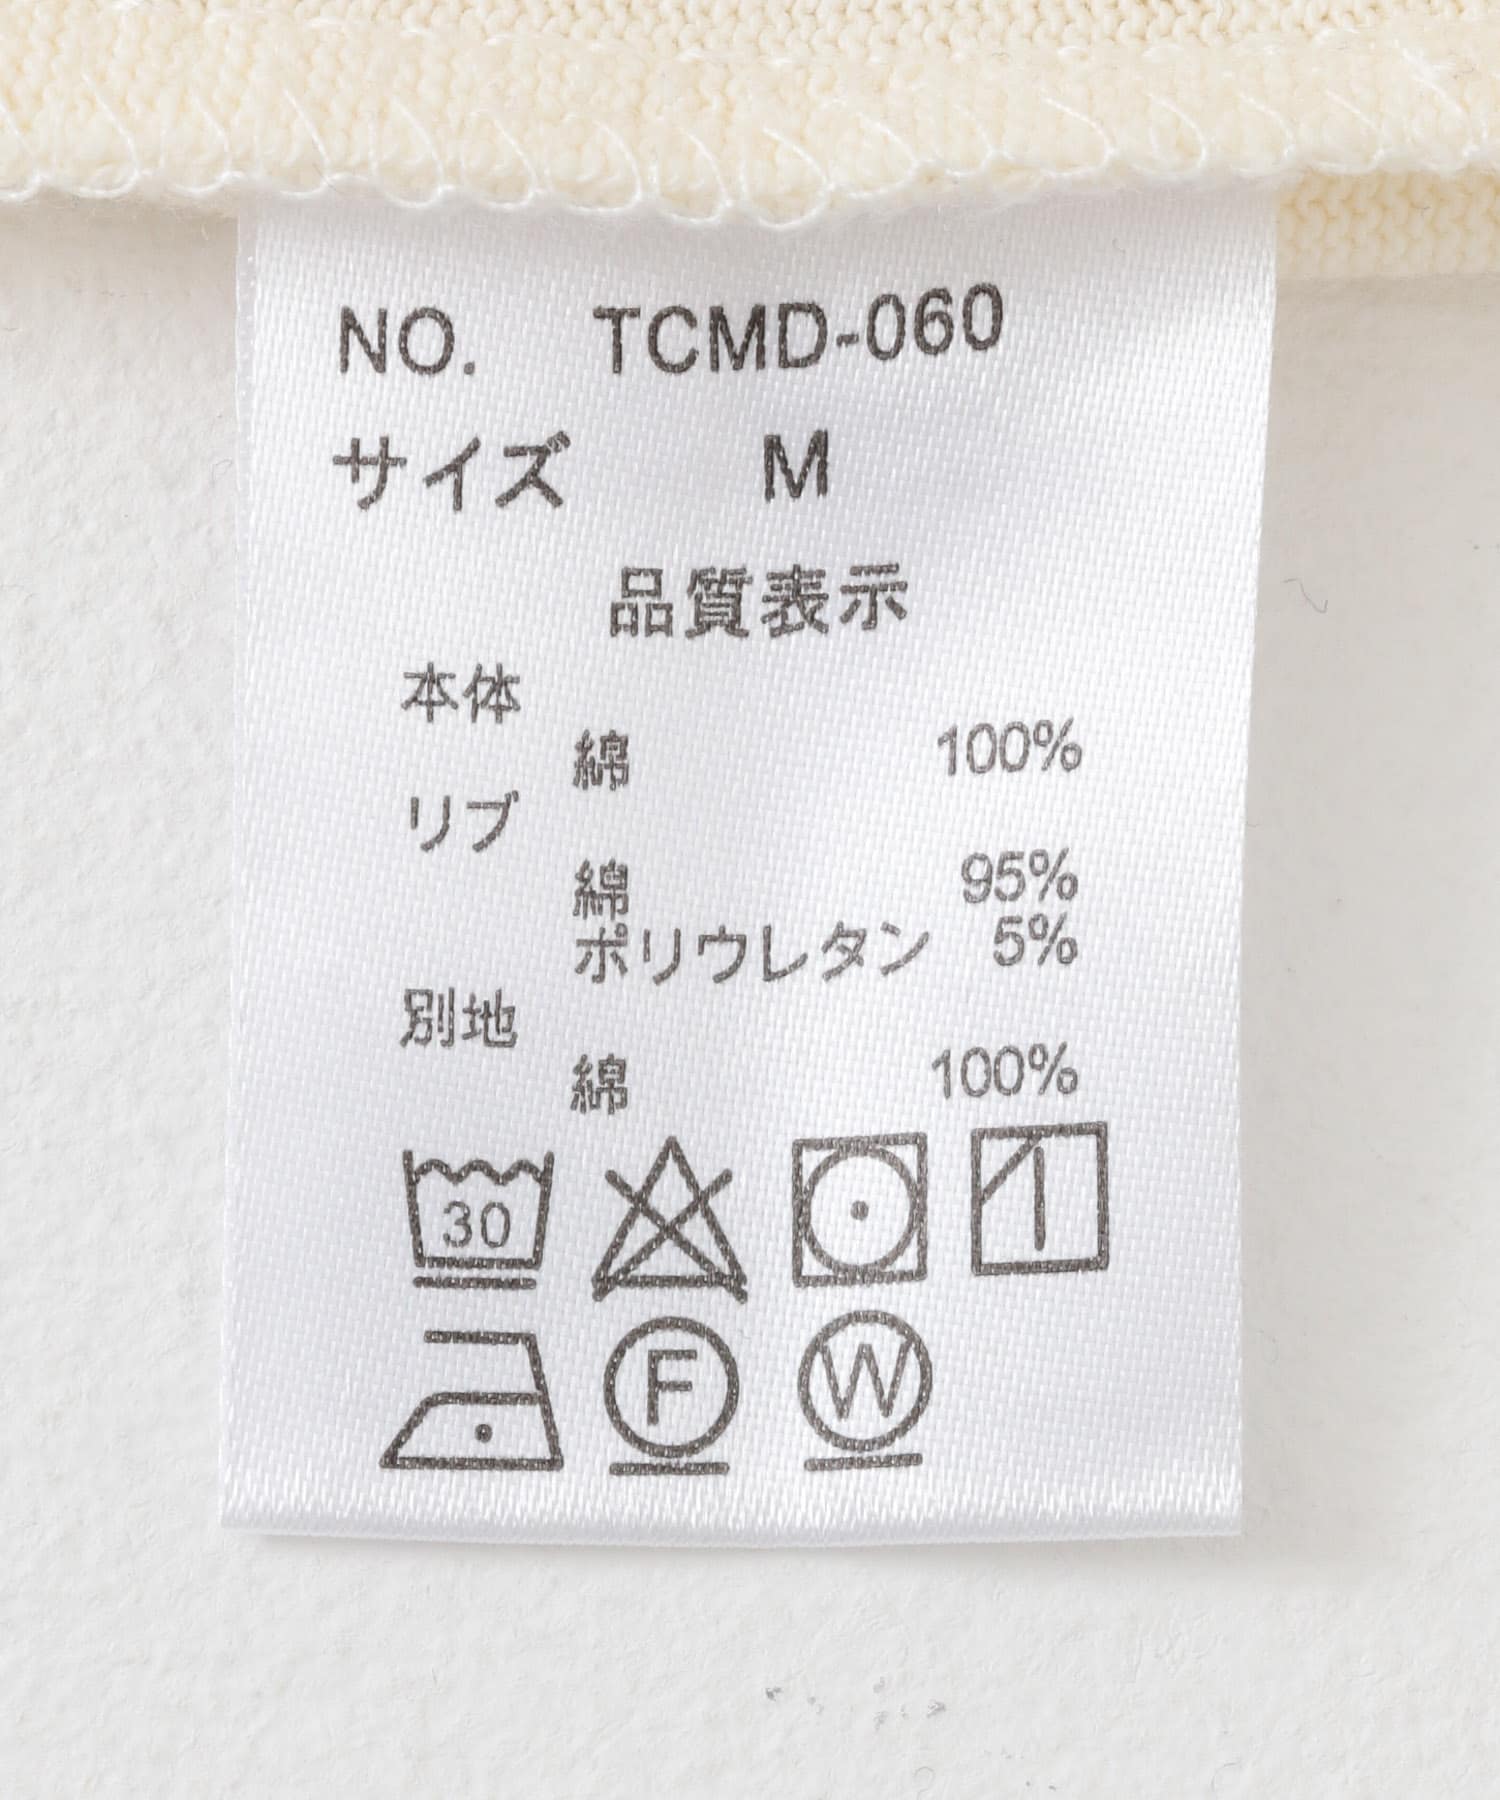 NO. TCMD-060
サイズ M
品質表示
本体
綿 100%
リブ
綿 95%
ポリウレタン 5%
別地
綿 100%
30
F W